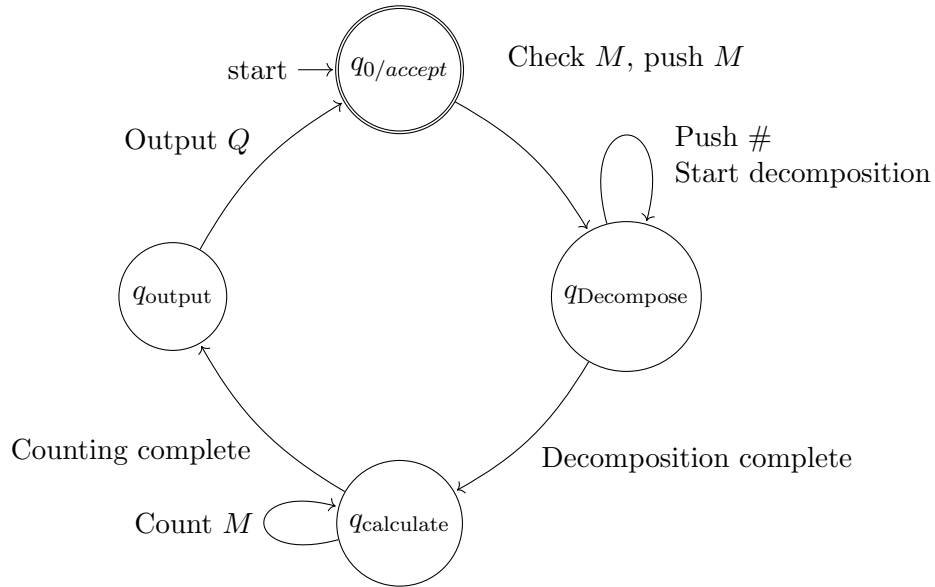 start
q0/accept
Check M, push M
Output Q
Push #
Start decomposition
qoutput
qDecompose
Counting complete
Decomposition complete
Count M
qcalculate